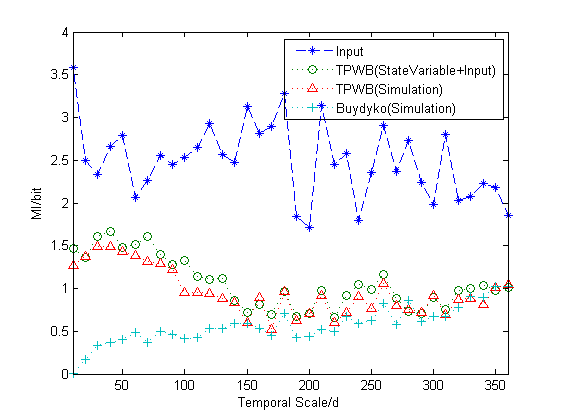 4
3.5
3
2.5
2
1.5
1
0.5
0
MI/bit
Input
TPWB(StateVariable+Input)
TPWB(Simulation)
Buydyko(Simulation)
50
100
150
200
250
300
350
Temporal Scale/d